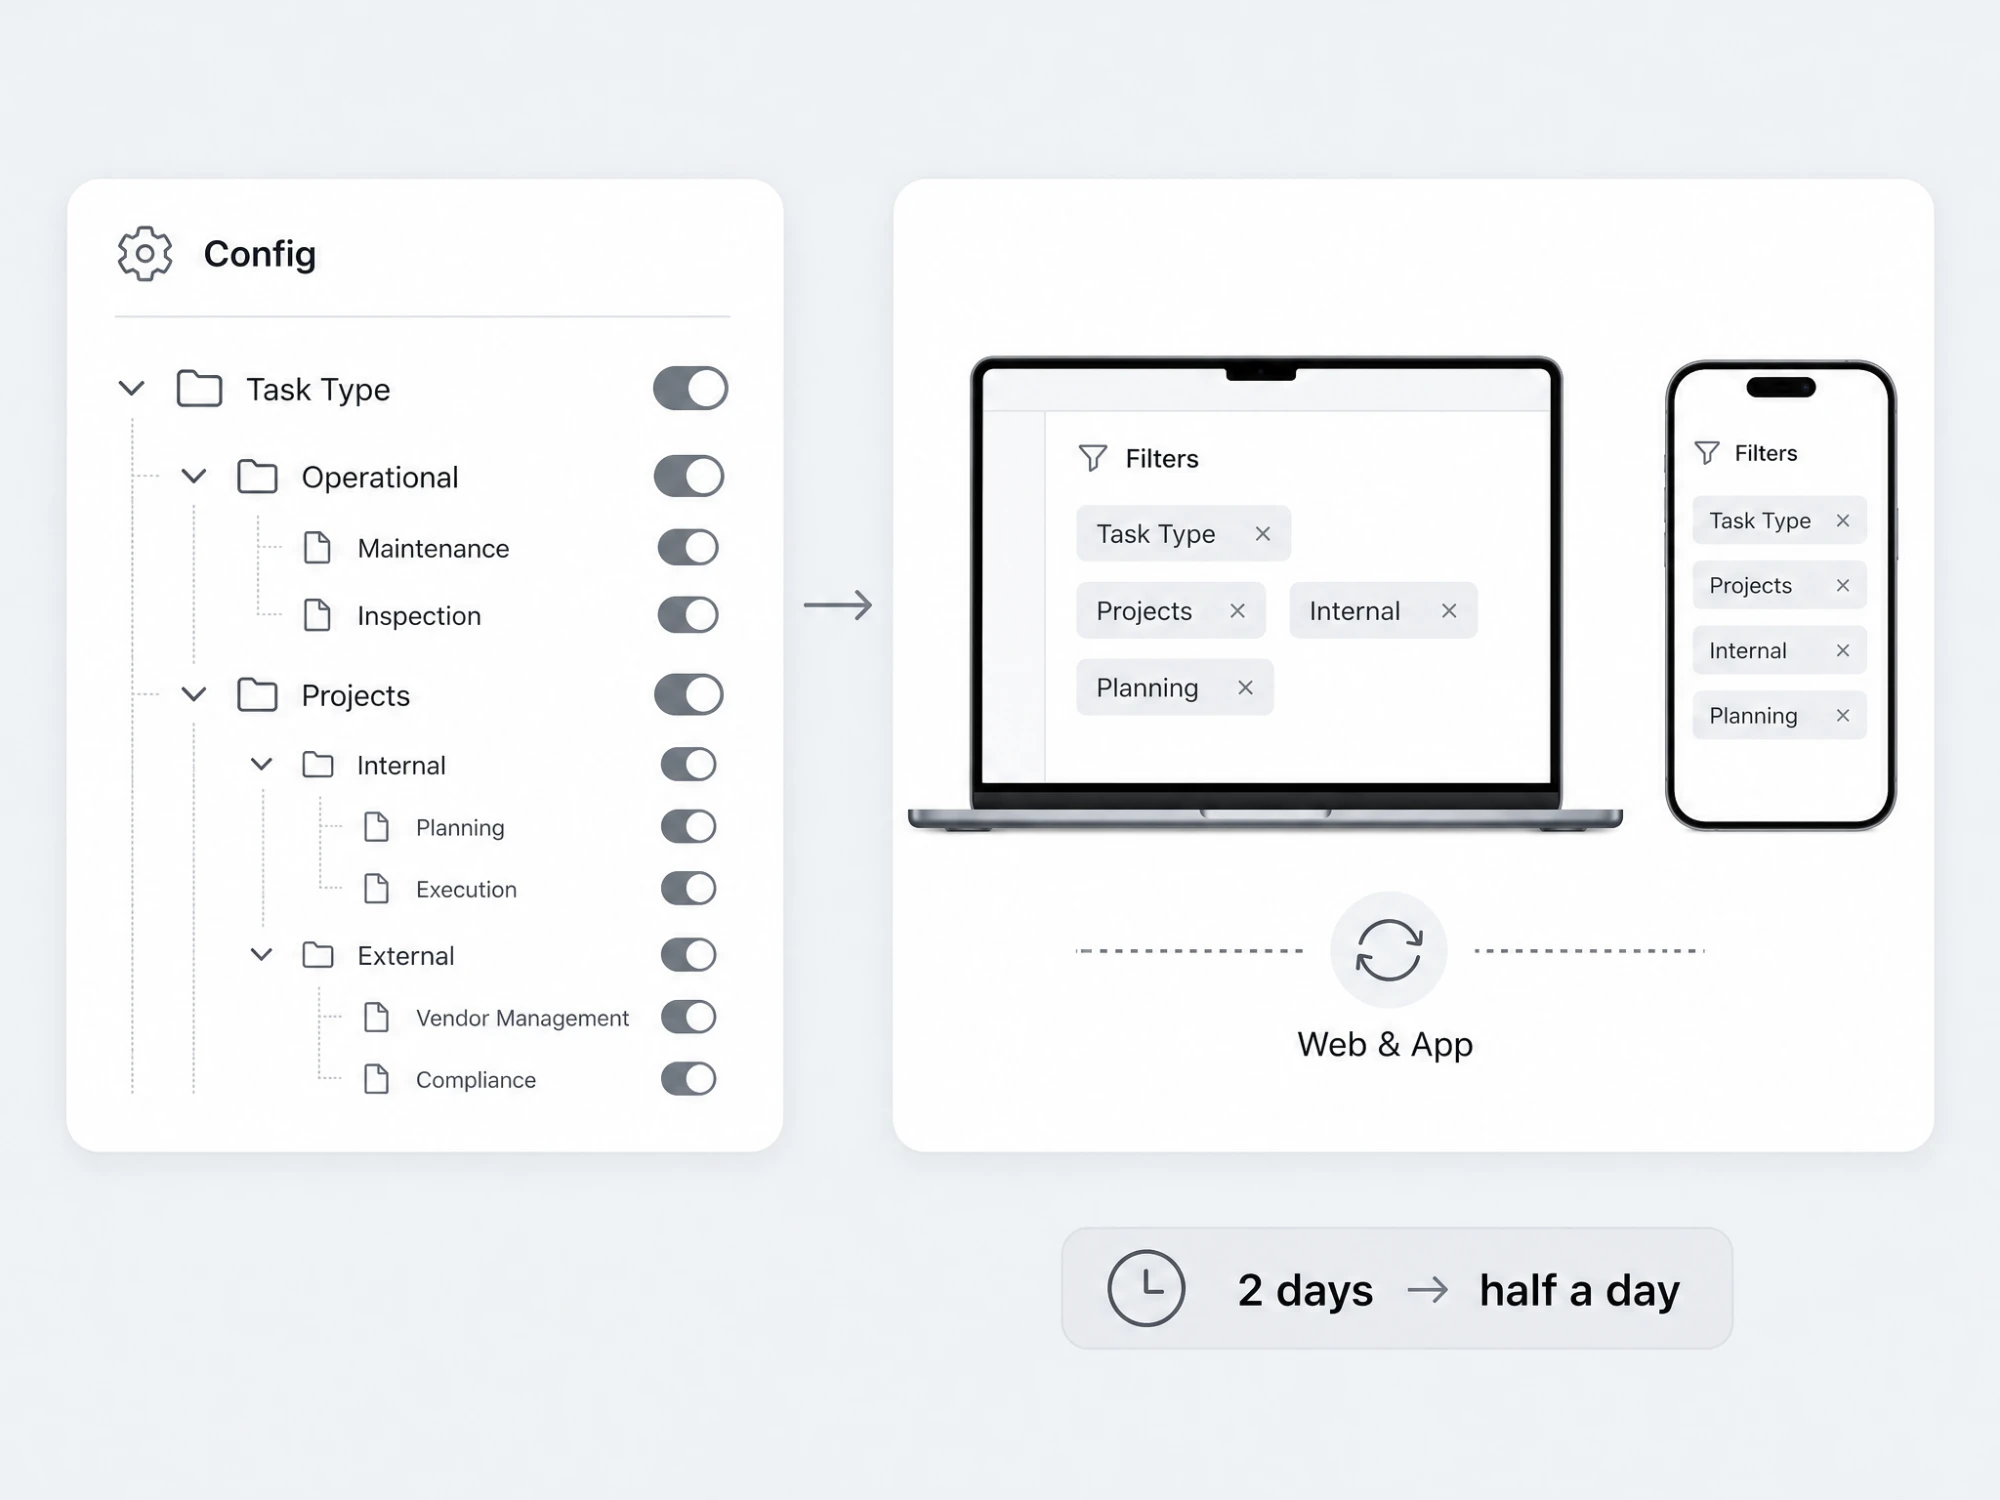 Config
Task Type
Operational
Maintenance
Inspection
Projects
Internal
Planning
Execution
External
Vendor Management
Compliance
Filters
Task Type
Projects Internal
Planning
Filters
Task Type
Projects
Internal
Planning
Web & App
2 days → half a day